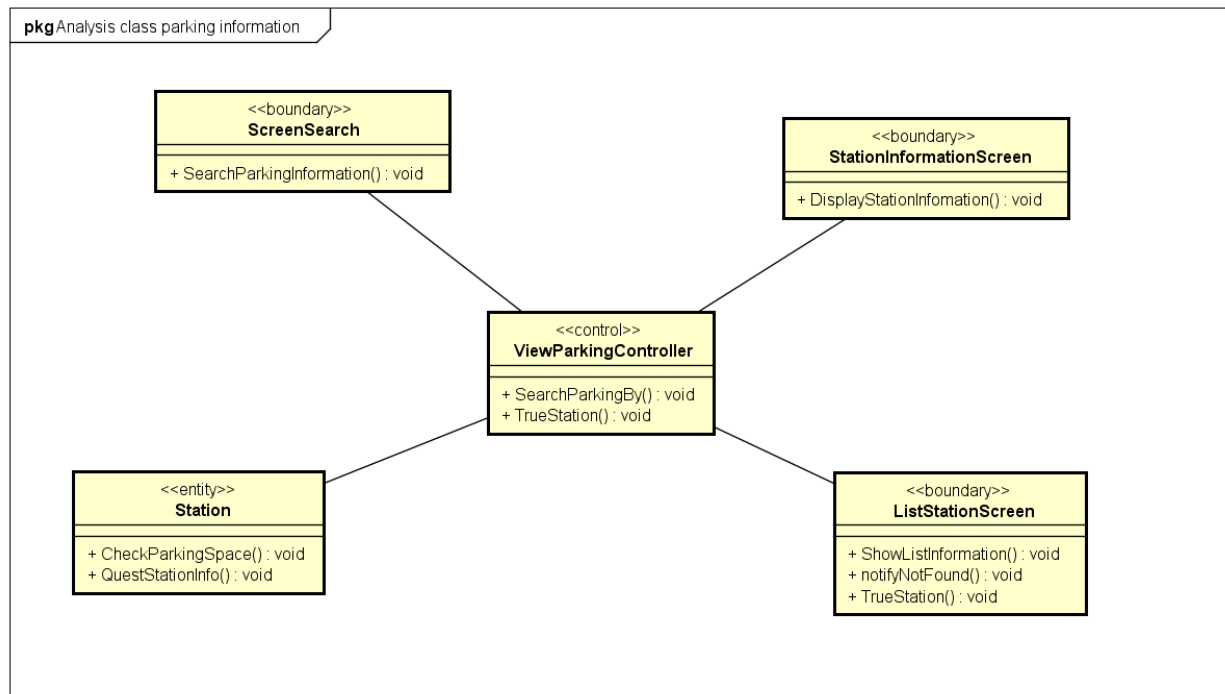 pkg Analysis class parking information
<<boundary>>
ScreenSearch
+ SearchParkingInformation() : void
<<boundary>>
StationInformationScreen
+ DisplayStationInfomation() : void
<<control>>
ViewParkingController
+ SearchParkingBy() : void
+ TrueStation() : void
<<entity>>
Station
+ CheckParkingSpace() : void
+ QuestStationInfo() : void
<<boundary>>
ListStationScreen
+ ShowListInformation() : void
+ notifyNotFound() : void
+ TrueStation() : void